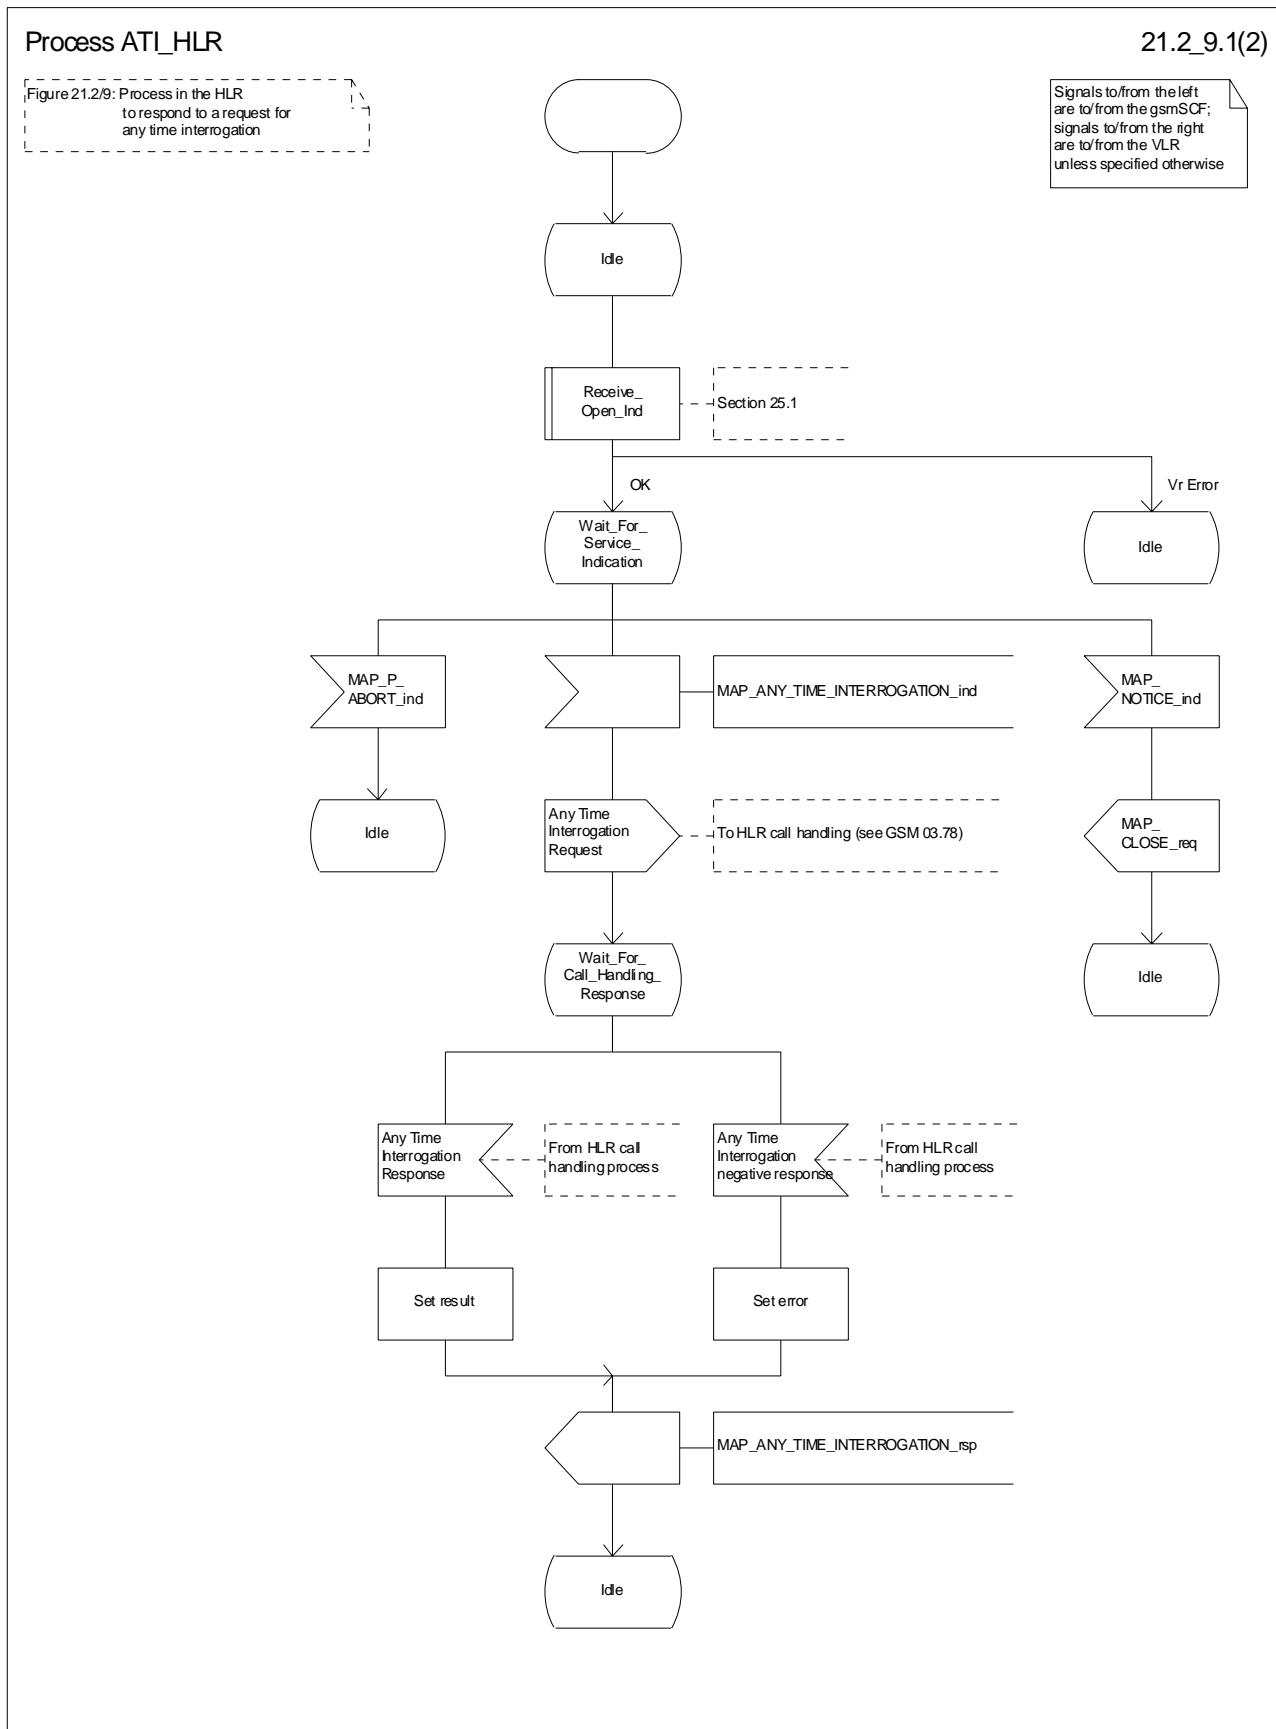 Process ATI_HLR
21.2_9.1(2)
Figure 21.2/9: Process in the HLR
to respond to a request for
any time interrogation
Signals to/from the left
are to/from the gsmSCF;
signals to/from the right
are to/from the VLR
unless specified otherwise
Idle
Receive_
Open_Ind
Section 25.1
OK
Vr Error
Wait_For_
Service_
Indication
Idle
MAP_P_
ABORT_ind
MAP_ANY_TIME_INTERROGATION_ind
MAP_
NOTICE_ind
Idle
Any Time
Interrogation
Request
To HLR call handling (see GSM 03.78)
MAP_
CLOSE_req
Wait_For_
Call_Handling_
Response
Idle
Any Time
Interrogation
Response
From HLR call
handling process
Any Time
Interrogation
negative response
From HLR call
handling process
Set result
Set error
MAP_ANY_TIME_INTERROGATION_rsp
Idle